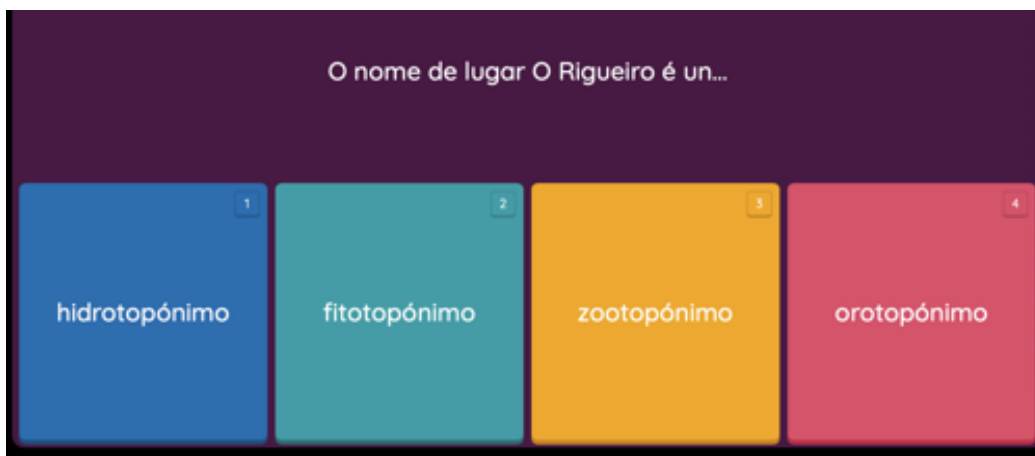 O nome de lugar O Rigueiro é un...
1
hidrotopónimo
2
fitotopónimo
3
zootopónimo
4
orotopónimo